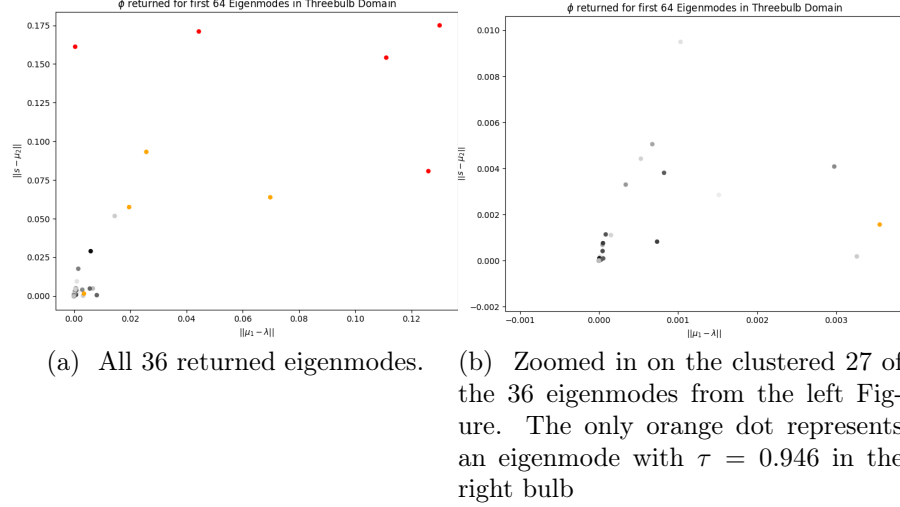 ϕ returned for first 64 Eigenmodes in Threebulb Domain
0.175
0.150
0.125
0.100
0.075
0.050
0.025
0.000
||s − μ₂||
0.00 0.02 0.04 0.06 0.08 0.10 0.12
||μ₁ − λ||
(a) All 36 returned eigenmodes.
ϕ returned for first 64 Eigenmodes in Threebulb Domain
0.010
0.008
0.006
0.004
0.002
0.000
−0.002
||s − μ₂||
−0.001 0.000 0.001 0.002 0.003
||μ₁ − λ||
(b) Zoomed in on the clustered 27 of
the 36 eigenmodes from the left Fig-
ure. The only orange dot represents
an eigenmode with τ = 0.946 in the
right bulb